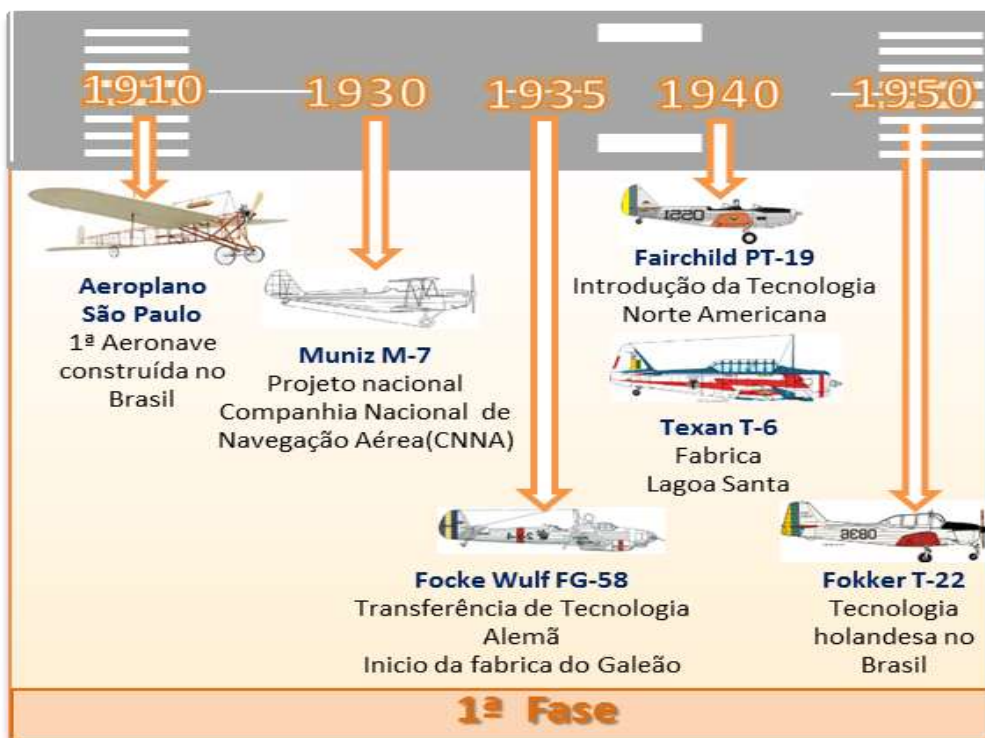 1910
1930
1935
1940
1950
Aeroplano
São Paulo
1ª Aeronave
construída no
Brasil
Muniz M-7
Projeto nacional
Companhia Nacional de
Navegação Aérea(CNNA)
Focke Wulf FG-58
Transferência de Tecnologia
Alemã
Inicio da fabrica do Galeão
0551
Fairchild PT-19
Introdução da Tecnologia
Norte Americana
Texan T-6
Fabrica
Lagoa Santa
0836
Fokker T-22
Tecnologia
holandesa no
Brasil
1ª Fase